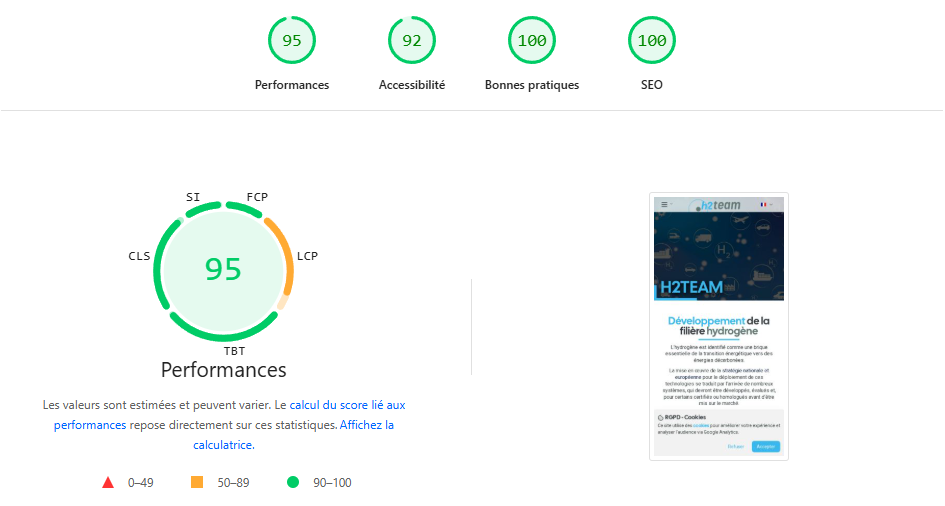 95
92
100
100
Performances
Accessibilité
Bonnes pratiques
SEO
SI
FCP
CLS
LCP
95
TBT
Performances
Les valeurs sont estimées et peuvent varier. Le calcul du score lié aux
performances repose directement sur ces statistiques. Affichez la
calculatrice.
0–49
50–89
90–100
h2team
H2
H2TEAM
Développement de la
filière hydrogène
L'hydrogène est identifié comme une brique
essentielle de la transition énergétique vers des
énergies décarbonées.
La mise en œuvre de la stratégie nationale et
européenne pour le déploiement de ces
technologies se traduit par l'arrivée de nombreux
systèmes, qui devront être développés, évalués et,
pour certains certifiés ou homologués avant d'être
mis sur le marché.
RGPD - Cookies
Ce site utilise des cookies pour améliorer votre expérience et
analyser l'audience via Google Analytics.
Refuser
Accepter